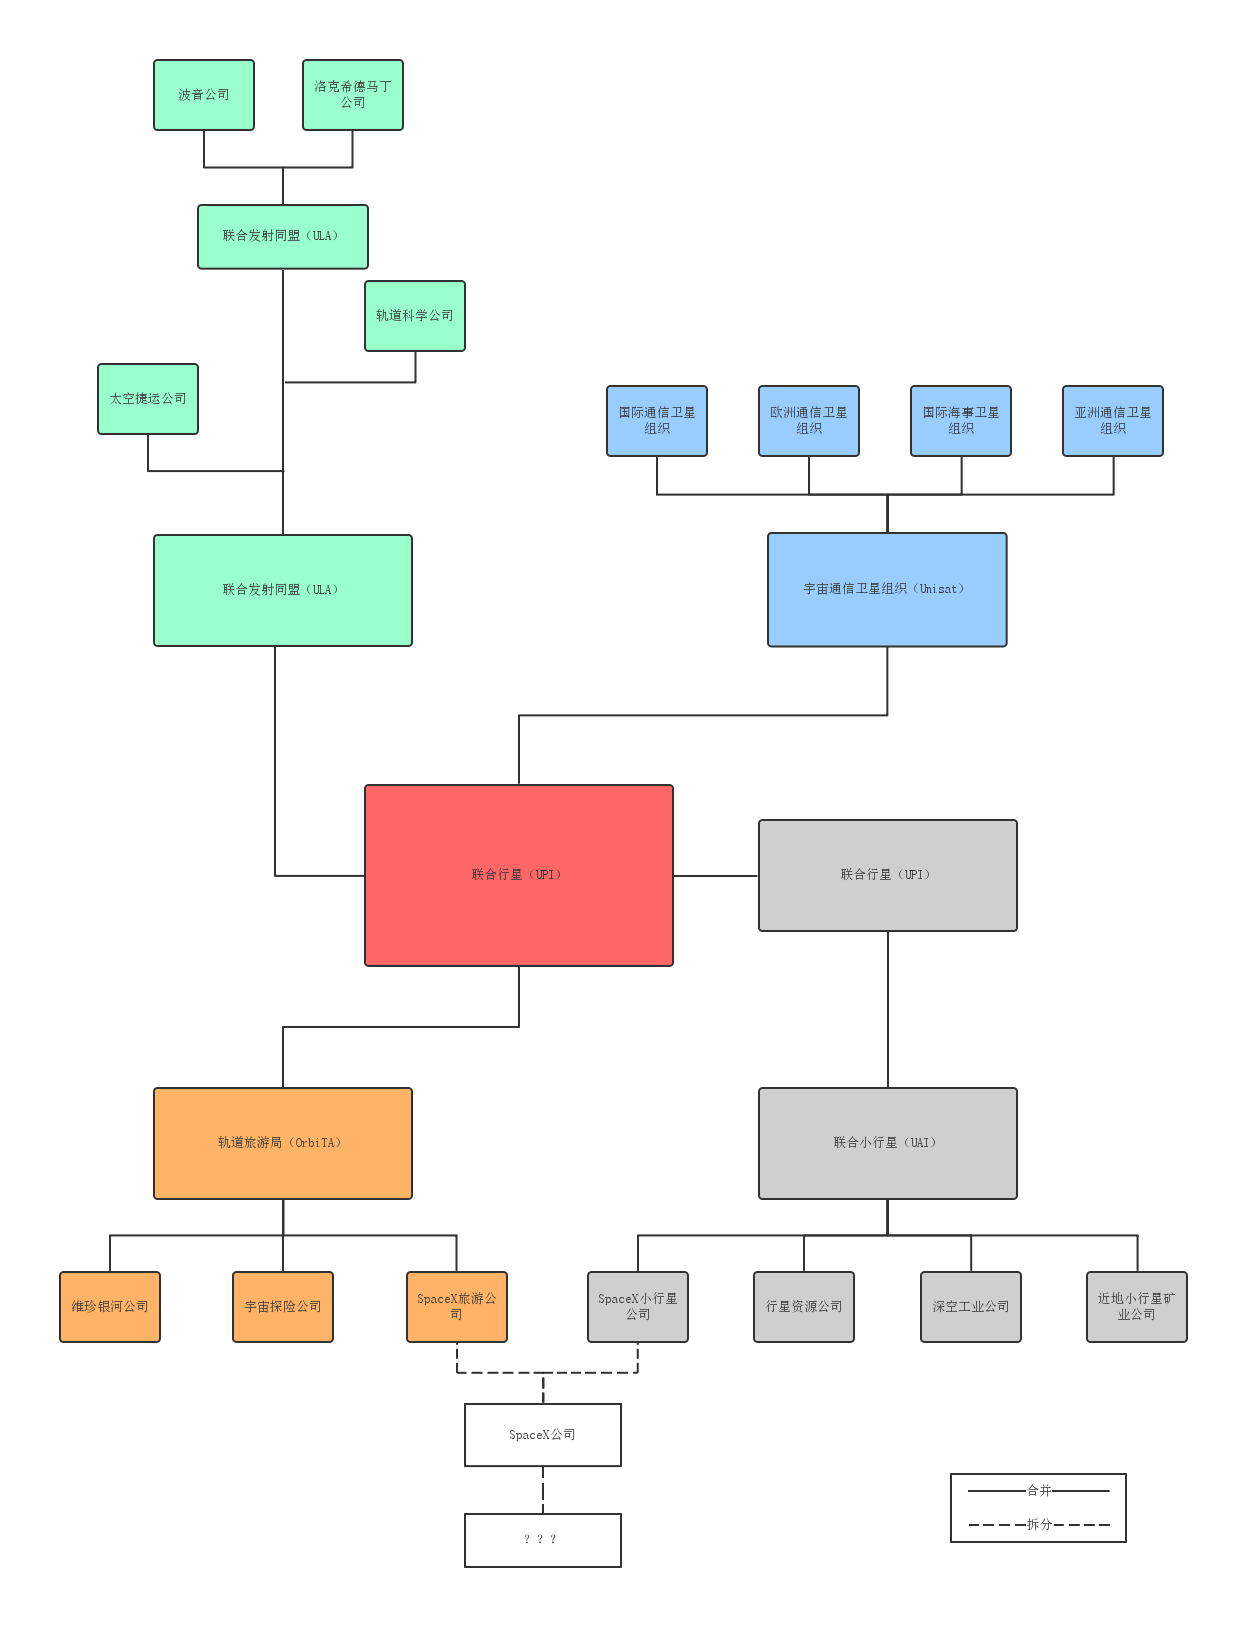 波音公司
洛克希德马丁
公司
联合发射同盟（ULA）
轨道科学公司
太空捷运公司
国际通信卫星
组织
欧洲通信卫星
组织
国际海事卫星
组织
亚洲通信卫星
组织
联合发射同盟（ULA）
宇宙通信卫星组织（Unisat）
联合行星（UPI）
联合行星（UPI）
轨道旅游局（OrbiTA）
联合小行星（UAI）
维珍银河公司
宇宙探险公司
SpaceX旅游公
司
SpaceX小行星
公司
行星资源公司
深空工业公司
近地小行星矿
业公司
SpaceX公司
？？？
合并
拆分